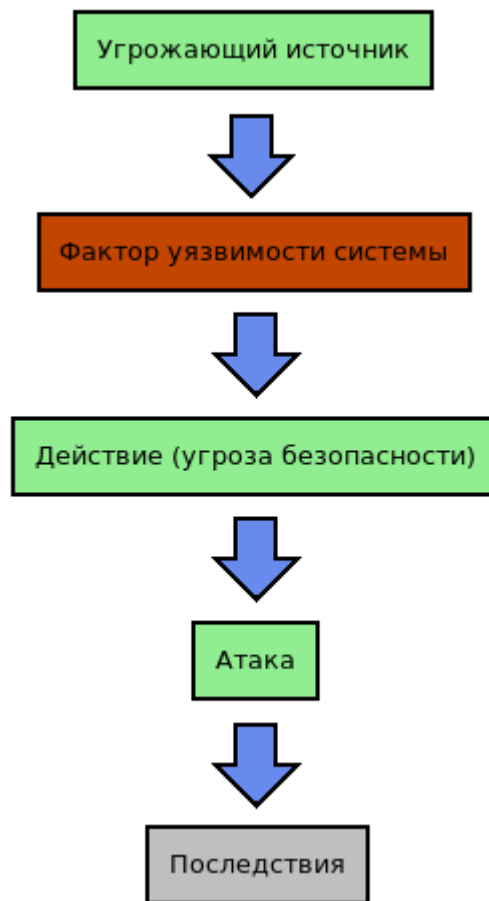 Угрожающий источник
Фактор уязвимости системы
Действие (угроза безопасности)
Атака
Последствия